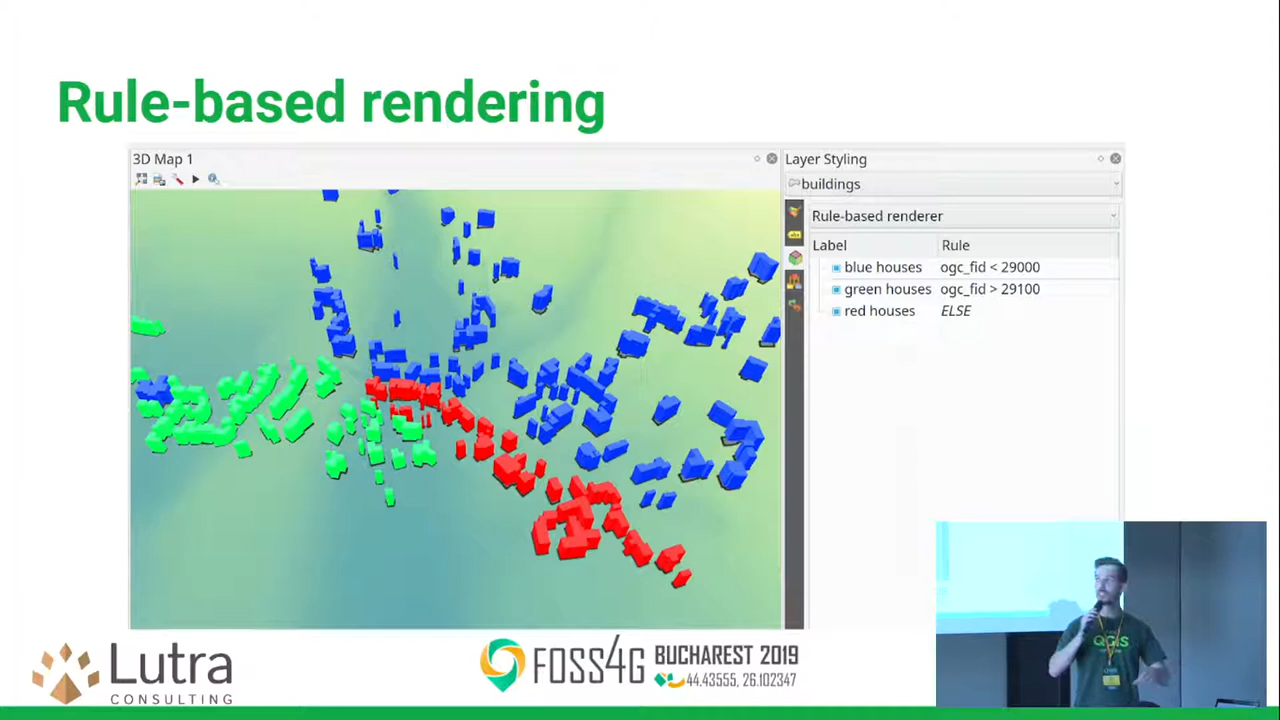 Rule-based rendering
3D Map 1
Layer Styling
buildings
Rule-based renderer
Label Rule
blue houses ogc_fid < 29000
green houses ogc_fid > 29100
red houses ELSE
QGIS
Lutra
CONSULTING
FOSS4G BUCHAREST 2019
44.43555, 26.102347